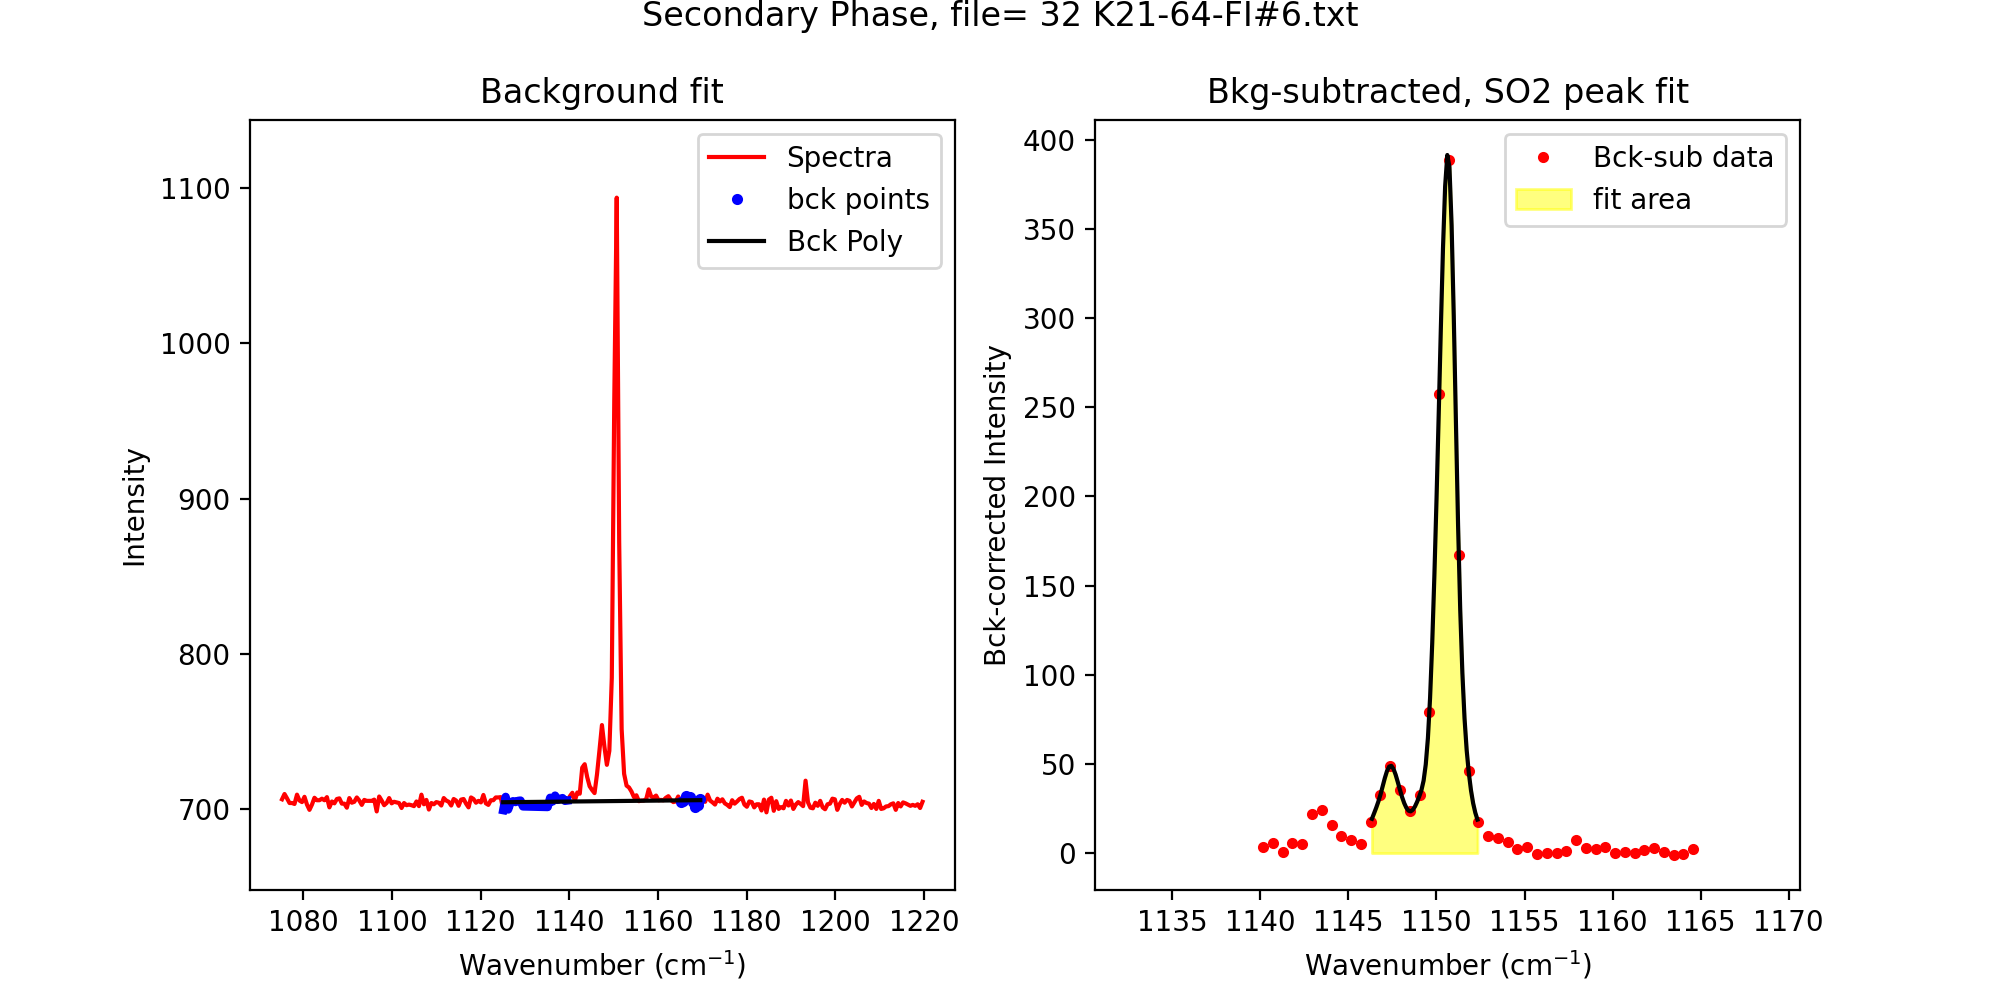 Secondary Phase, file= 32 K21-64-FI#6.txt
Background fit
Spectra
bck points
Bck Poly
1100
1000
900
800
700
Intensity
1080 1100 1120 1140 1160 1180 1200 1220
Wavenumber (cm⁻¹)
Bkg-subtracted, SO2 peak fit
Bck-sub data
fit area
400
350
300
250
200
150
100
50
0
Bck-corrected Intensity
1135 1140 1145 1150 1155 1160 1165 1170
Wavenumber (cm⁻¹)